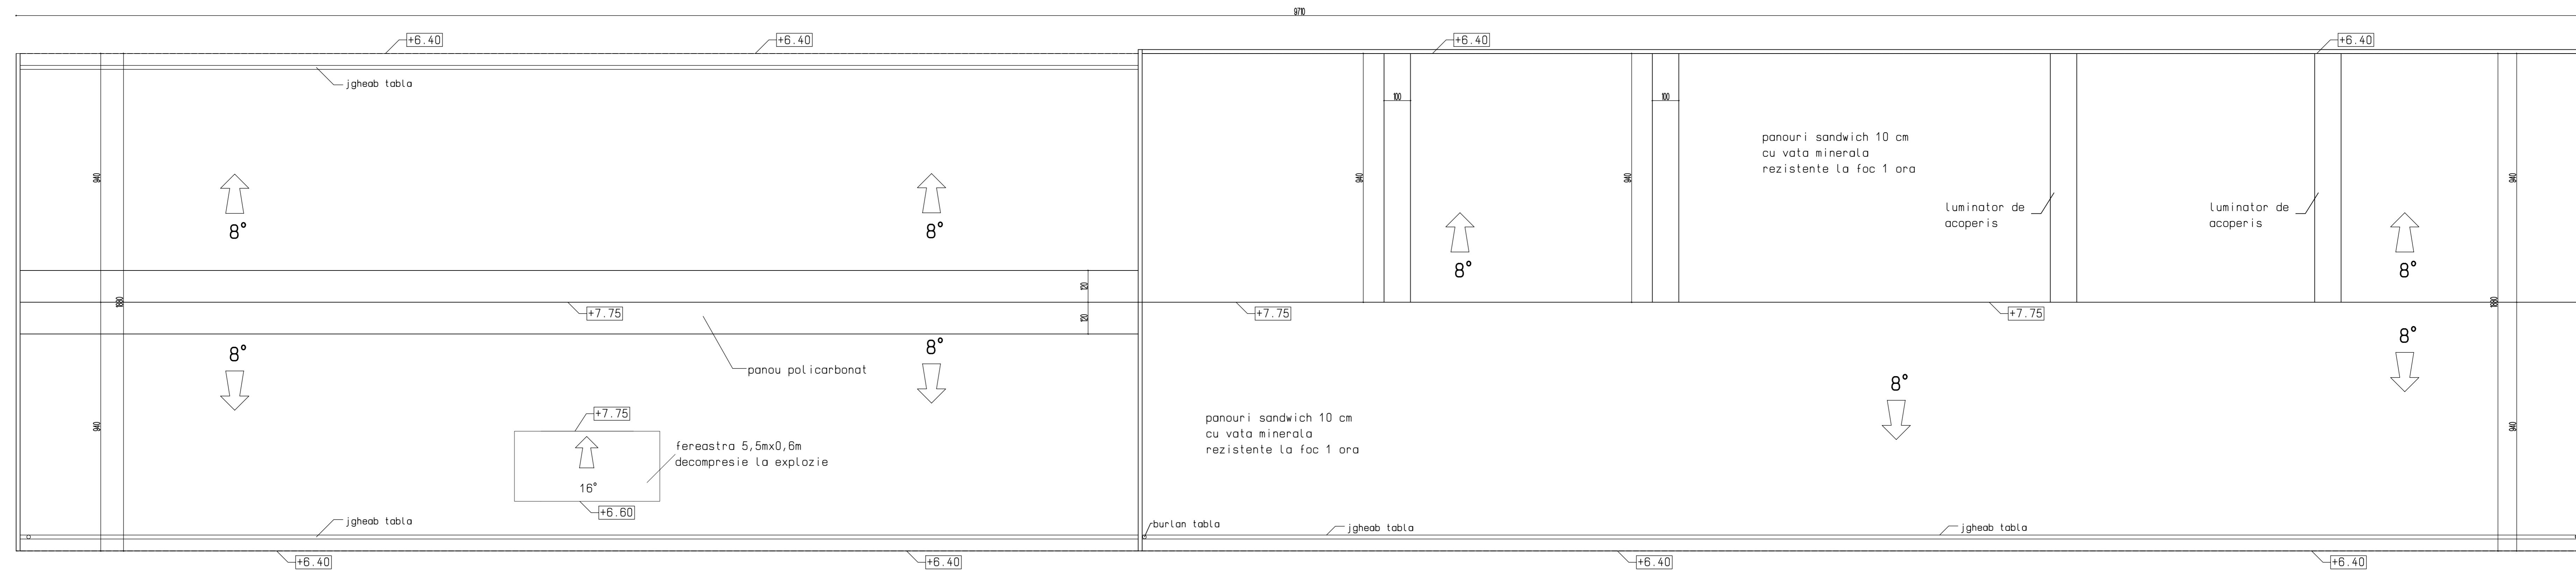 9710
+6.40
+6.40
+6.40
+6.40
jgheab tabla
100
100
panouri sandwich 10 cm
cu vata minerala
rezistente la foc 1 ora
940
940
940
940
luminator de
acoperis
luminator de
acoperis
8°
8°
8°
8°
120
1880
1880
+7.75
+7.75
+7.75
120
8°
8°
8°
panou policarbonat
8°
+7.75
940
940
panouri sandwich 10 cm
cu vata minerala
rezistente la foc 1 ora
fereastra 5,5mx0,6m
decompresie la explozie
16°
+6.60
jgheab tabla
burlan tabla
jgheab tabla
jgheab tabla
+6.40
+6.40
+6.40
+6.40